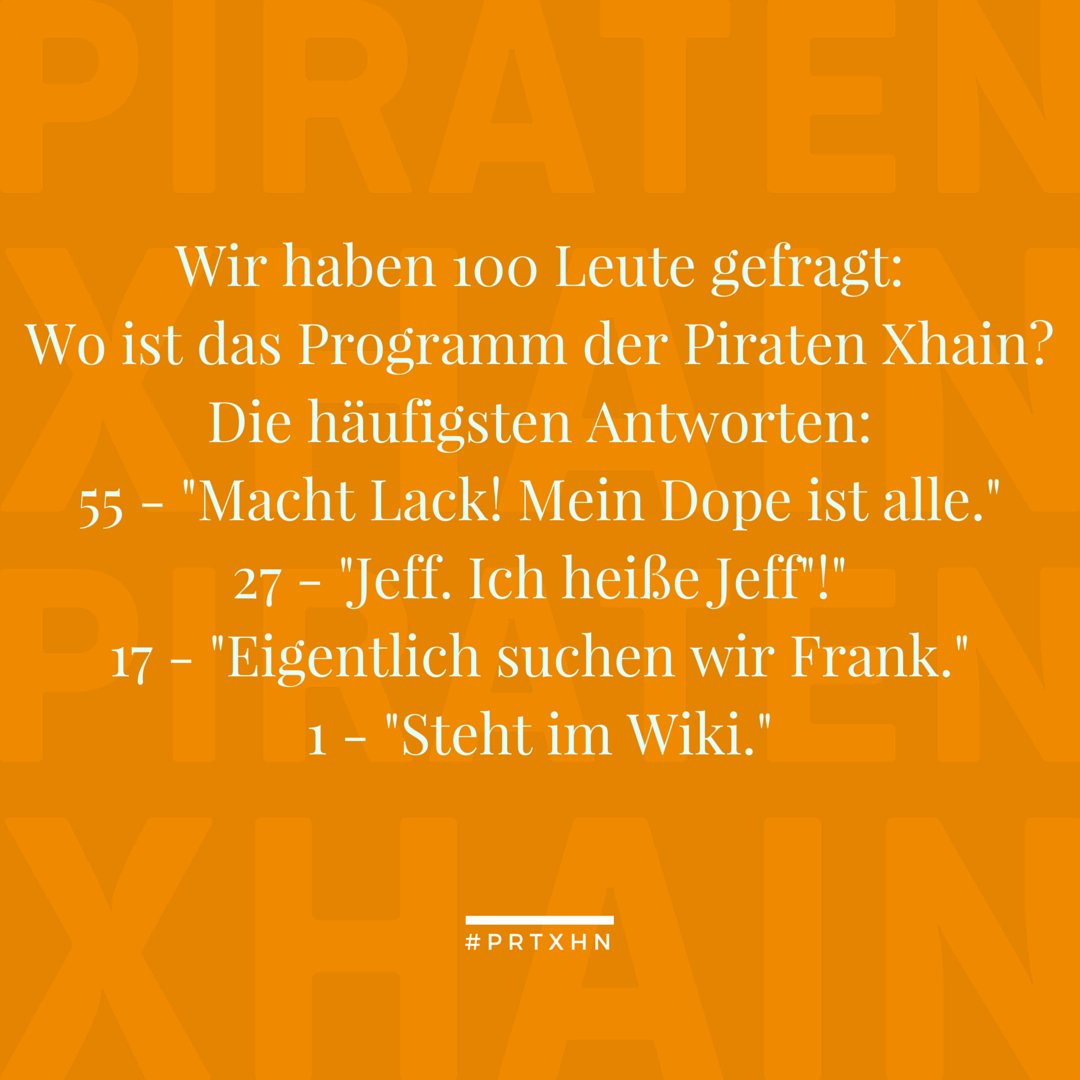 PIRATEN
XHAIN
Wir haben 100 Leute gefragt:
Wo ist das Programm der Piraten Xhain?
Die häufigsten Antworten:
55 - "Macht Lack! Mein Dope ist alle."
27 - "Jeff. Ich heiße Jeff"!"
17 - "Eigentlich suchen wir Frank."
1 - "Steht im Wiki."
PIRATEN
XHAIN
#PRTXHN